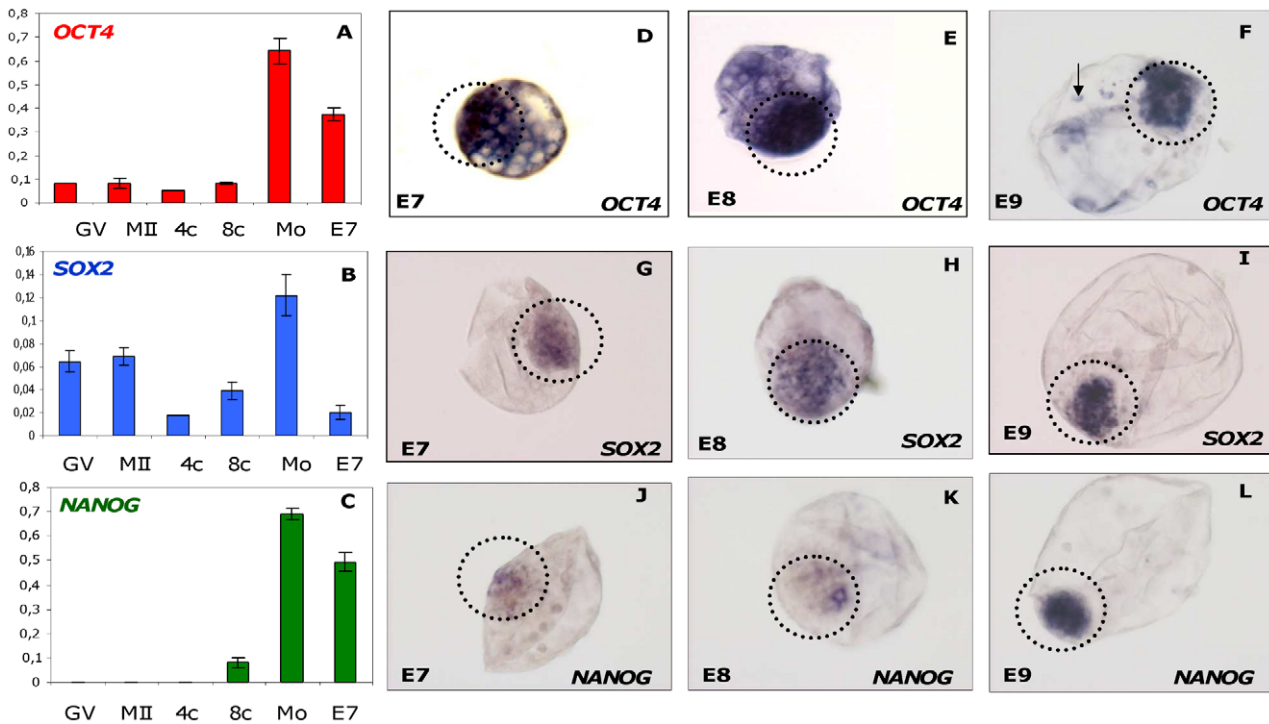 OCT4 A
0,8
0,7
0,6
0,5
0,4
0,3
0,2
0,1
0
GV MII 4c 8c Mo E7
D
E7 OCT4
E
E8 OCT4
F
E9 OCT4
SOX2 B
0,16
0,14
0,12
0,1
0,08
0,06
0,04
0,02
0
GV MII 4c 8c Mo E7
G
E7 SOX2
H
E8 SOX2
I
E9 SOX2
NANOG C
0,8
0,7
0,6
0,5
0,4
0,3
0,2
0,1
0
GV MII 4c 8c Mo E7
J
E7 NANOG
K
E8 NANOG
L
E9 NANOG